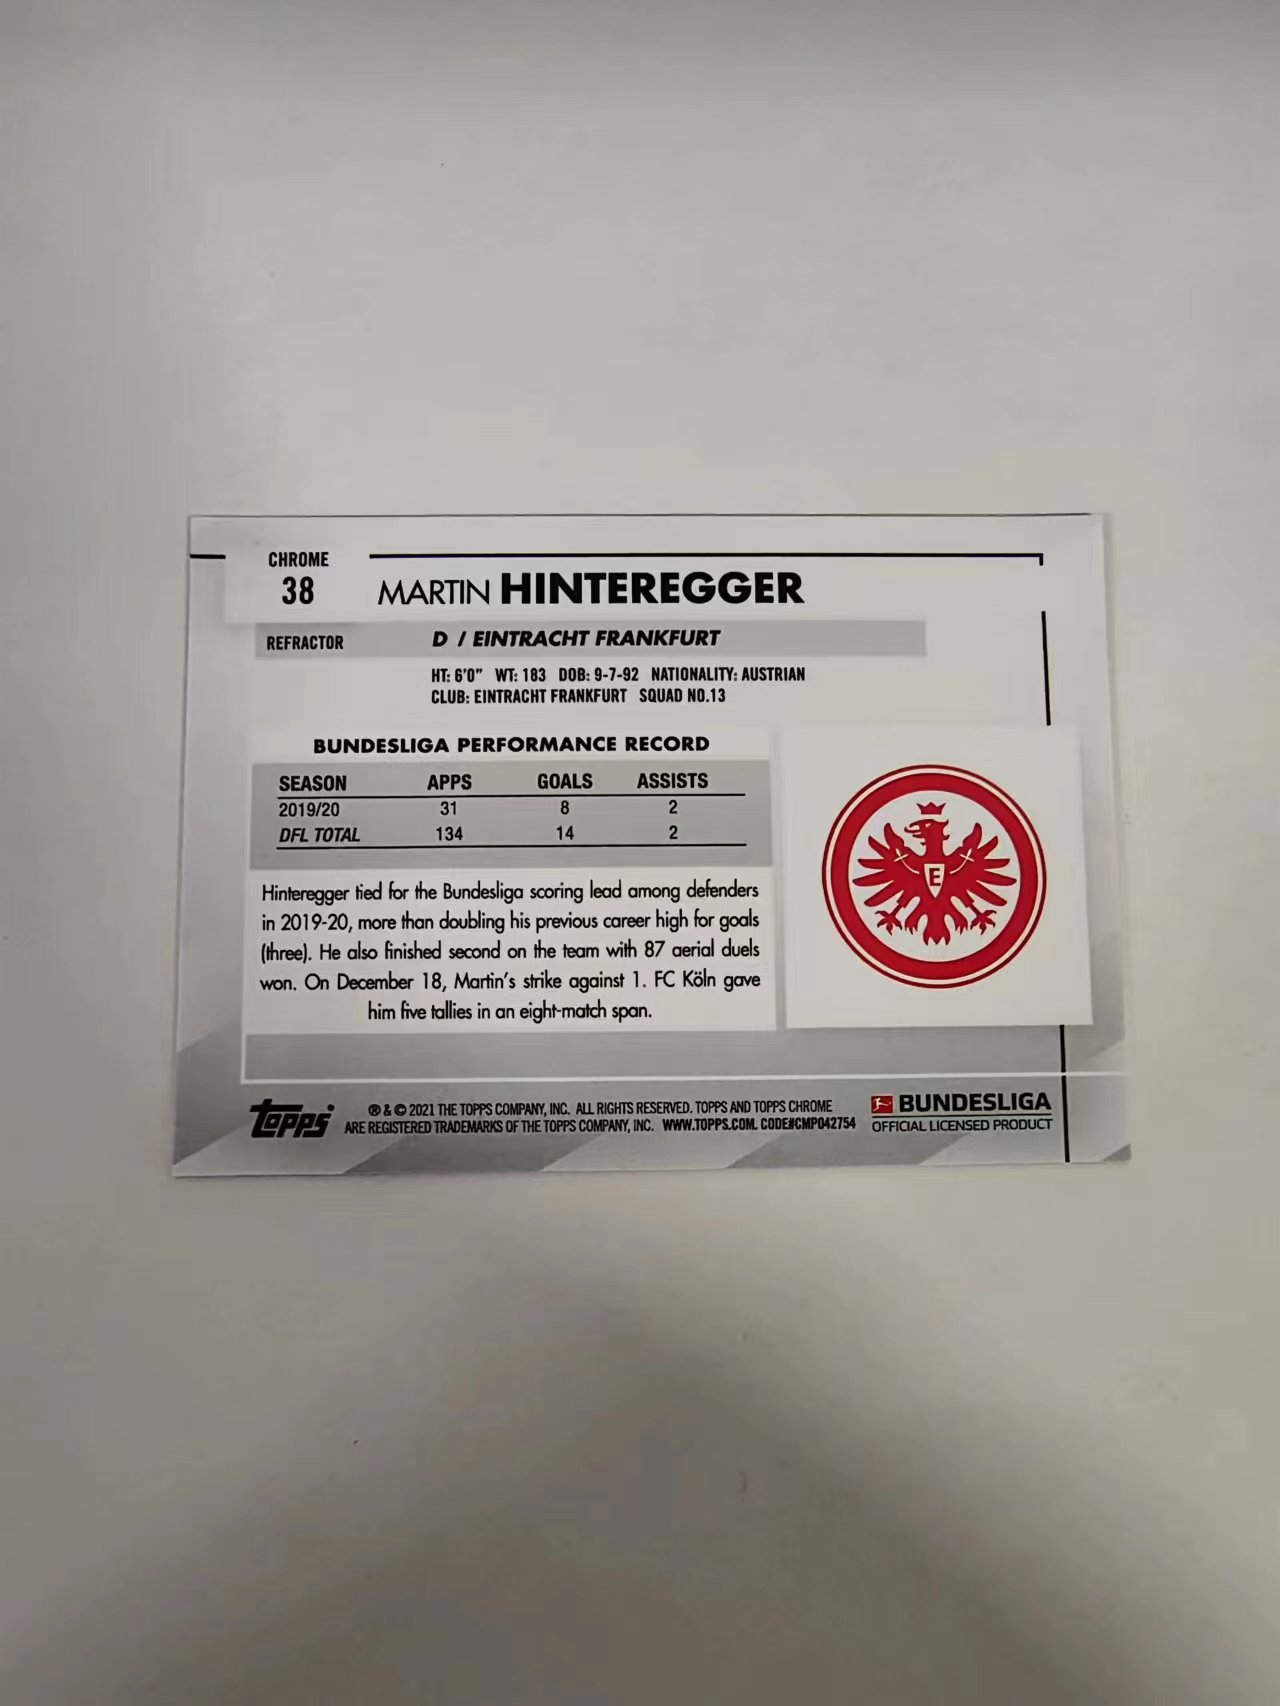 CHROME
38
MARTIN HINTEREGGER
REFRACTOR
D / EINTRACHT FRANKFURT
HT: 6'0" WT: 183 DOB: 9-7-92 NATIONALITY: AUSTRIAN
CLUB: EINTRACHT FRANKFURT SQUAD NO.13
BUNDESLIGA PERFORMANCE RECORD
SEASON APPS GOALS ASSISTS
2019/20 31 8 2
DFL TOTAL 134 14 2
Hinteregger tied for the Bundesliga scoring lead among defenders
in 2019-20, more than doubling his previous career high for goals
(three). He also finished second on the team with 87 aerial duels
won. On December 18, Martin's strike against 1. FC Köln gave
him five tallies in an eight-match span.
E
topps
® & © 2021 THE TOPPS COMPANY, INC. ALL RIGHTS RESERVED. TOPPS AND TOPPS CHROME
ARE REGISTERED TRADEMARKS OF THE TOPPS COMPANY, INC. WWW.TOPPS.COM. CODE#CMP042754
BUNDESLIGA
OFFICIAL LICENSED PRODUCT